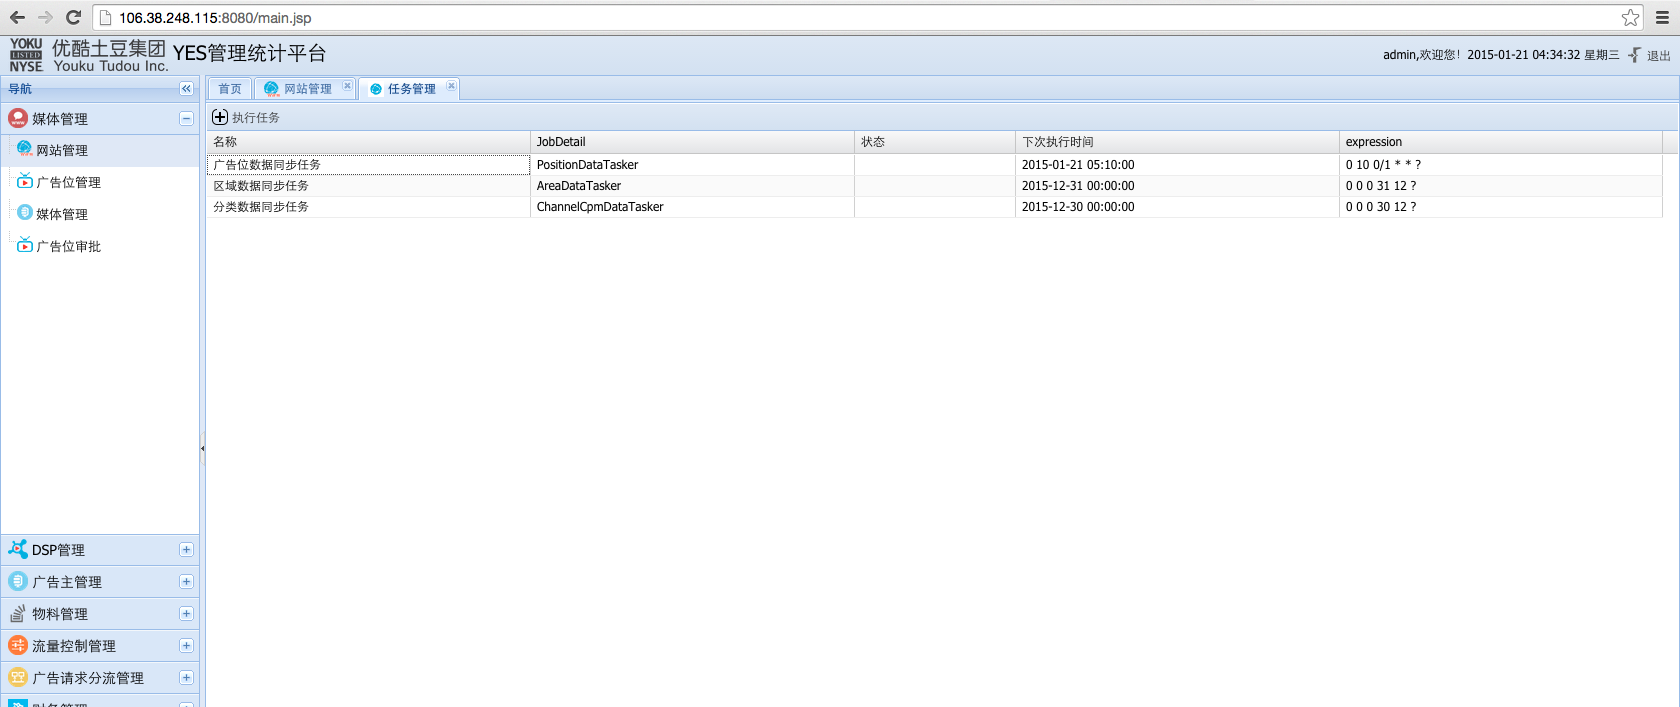 106.38.248.115:8080/main.jsp
YOKU LISTED NYSE 优酷土豆集团 Youku Tudou Inc. YES管理统计平台
admin,欢迎您! 2015-01-21 04:34:32 星期三 退出
导航
首页 网站管理 任务管理
媒体管理
网站管理
广告位管理
媒体管理
广告位审批
DSP管理
广告主管理
物料管理
流量控制管理
广告请求分流管理
财务管理
执行任务
名称 JobDetail 状态 下次执行时间 expression
广告位数据同步任务 PositionDataTasker 2015-01-21 05:10:00 0 10 0/1 * * ?
区域数据同步任务 AreaDataTasker 2015-12-31 00:00:00 0 0 0 31 12 ?
分类数据同步任务 ChannelCpmDataTasker 2015-12-30 00:00:00 0 0 0 30 12 ?